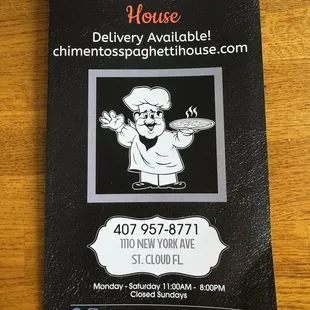 House
Delivery Available!
chimentosspaghettihouse.com
407 957-8771
1110 NEW YORK AVE
ST. CLOUD FL
Monday - Saturday 11:00AM - 8:00PM
Closed Sundays